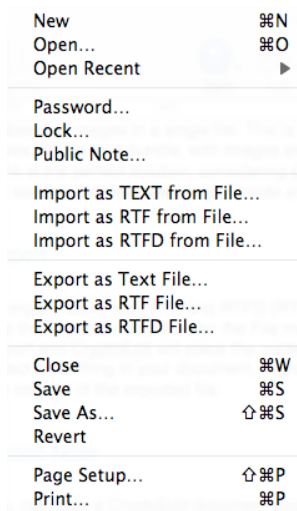 New ⌘N
Open... ⌘O
Open Recent ▶
Password...
Lock...
Public Note...
Import as TEXT from File...
Import as RTF from File...
Import as RTFD from File...
Export as Text File...
Export as RTF File...
Export as RTFD File...
Close ⌘W
Save ⌘S
Save As... ⇧⌘S
Revert
Page Setup... ⇧⌘P
Print... ⌘P